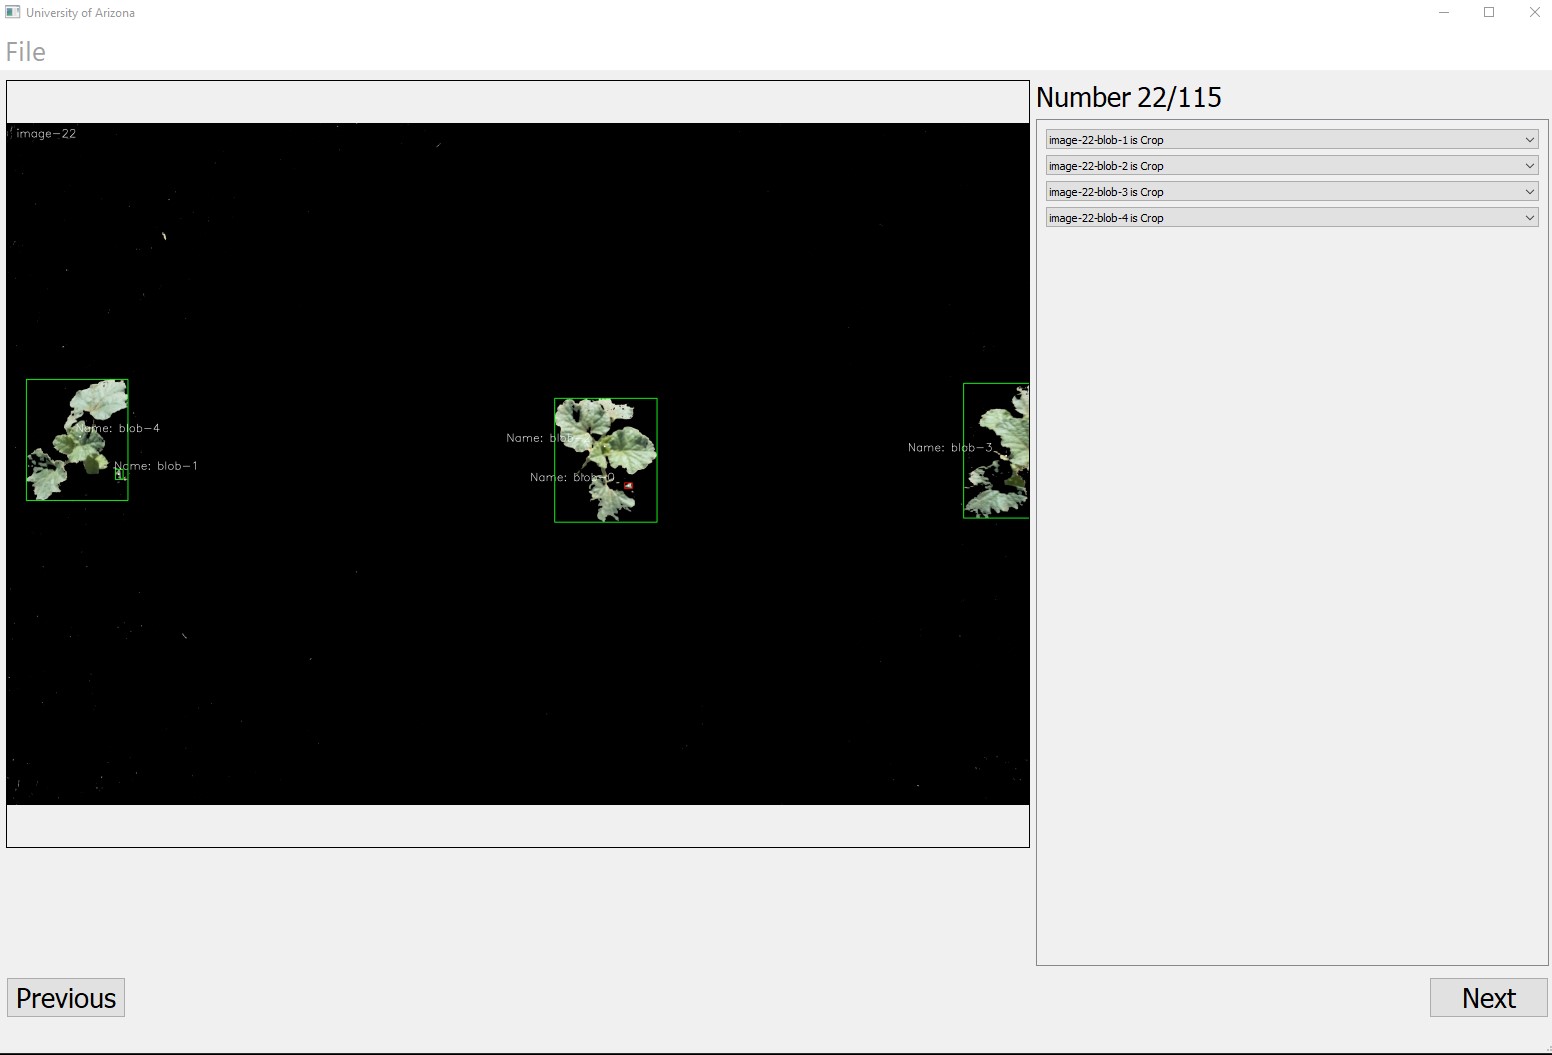 University of Arizona
File
Number 22/115
image-22
image-22-blob-1 is Crop
image-22-blob-2 is Crop
image-22-blob-3 is Crop
image-22-blob-4 is Crop
Name: blob-4
Name:
Name: blob-3
Name: blob-1
Name: blob-0
Previous
Next